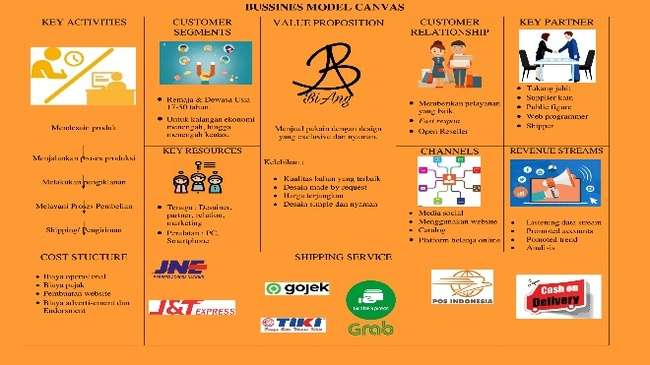 BUSSINES MODEL CANVAS
KEY ACTIVITIES
Mendesain produk
Menjalankan proses produksi
Melakukan pengiklanan
Melayani Proses Pembelian
Shipping/ Pengiriman
CUSTOMER
SEGMENTS
Remaja & Dewasa Usia
17-50 tahun
Untuk kalangan ekonomi
menengah, hingga
menengah keatas.
KEY RESOURCES
Tenaga : Desainer,
partner, relation,
marketing
Peralatan : PC,
Smartphone
VALUE PROPOSITION
BiAng
Menjual pakain dengan design
yang exclusive dan nyaman.
Kelebihan :
Kualitas bahan yang terbaik
Desain made by request
Harga terjangkau
Desain simple dan nyaman
CUSTOMER
RELATIONSHIP
Memberikan pelayanan
yang baik
Fast respon
Open Reseller
CHANNELS
Media social
Menggunakan website
Catalog
Platform belanja online
KEY PARTNER
Tukang jahit
Supplier kain
Public figure
Web programmer
Shipper
REVENUE STREAMS
Listening data stream
Promoted accounts
Pomoted trend
Analisis
COST STUCTURE
Biaya operasional
Biaya pajak
Pembuatan website
Biaya advertisement dan
Endorsment
SHIPPING SERVICE
JNE
J&T EXPRESS
gojek
TIKI
Grab
POS INDONESIA
Cash on
Delivery